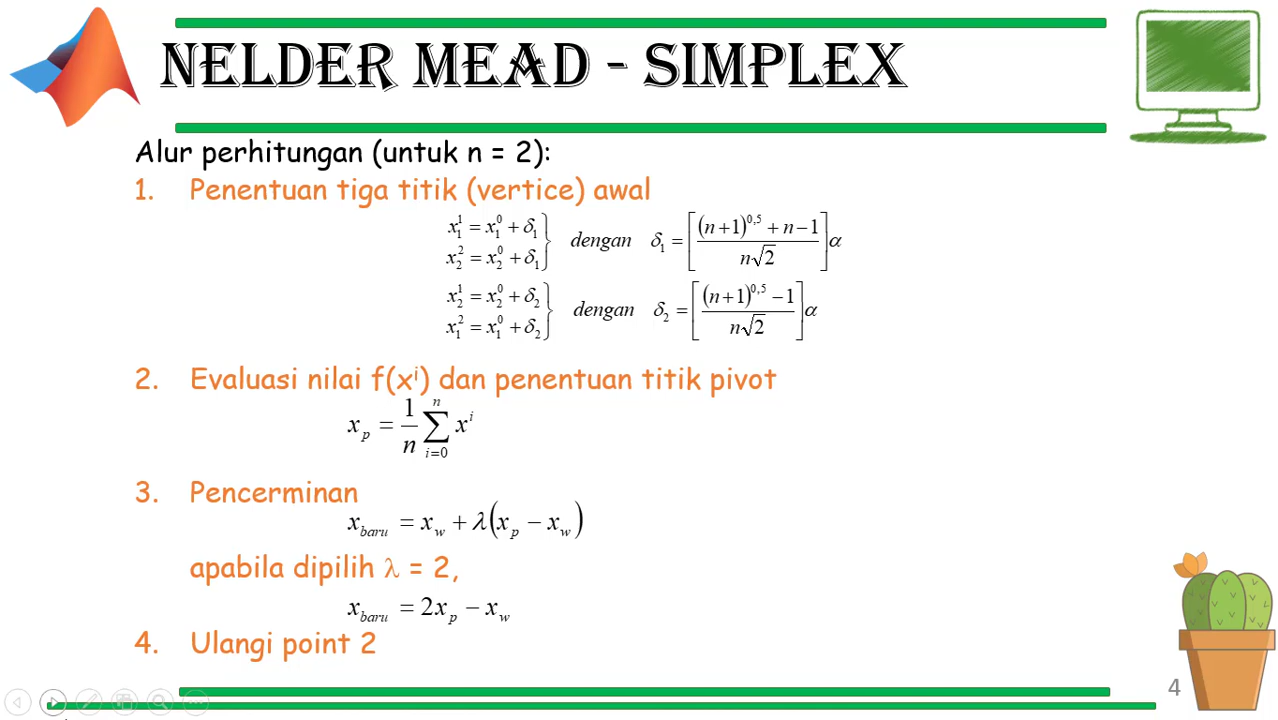 NELDER MEAD - SIMPLEX
Alur perhitungan (untuk n = 2):
1. Penentuan tiga titik (vertice) awal
x₁¹ = x₁⁰ + δ₁
x₂² = x₂⁰ + δ₁ } dengan δ₁ = [((n+1)^0,5 + n − 1) / (n√2)] α
x₂¹ = x₂⁰ + δ₂
x₁² = x₁⁰ + δ₂ } dengan δ₂ = [((n+1)^0,5 − 1) / (n√2)] α
2. Evaluasi nilai f(xⁱ) dan penentuan titik pivot
x_p = (1/n) ∑_{i=0}^{n} xⁱ
3. Pencerminan
x_baru = x_w + λ(x_p − x_w)
apabila dipilih λ = 2,
x_baru = 2x_p − x_w
4. Ulangi point 2
4